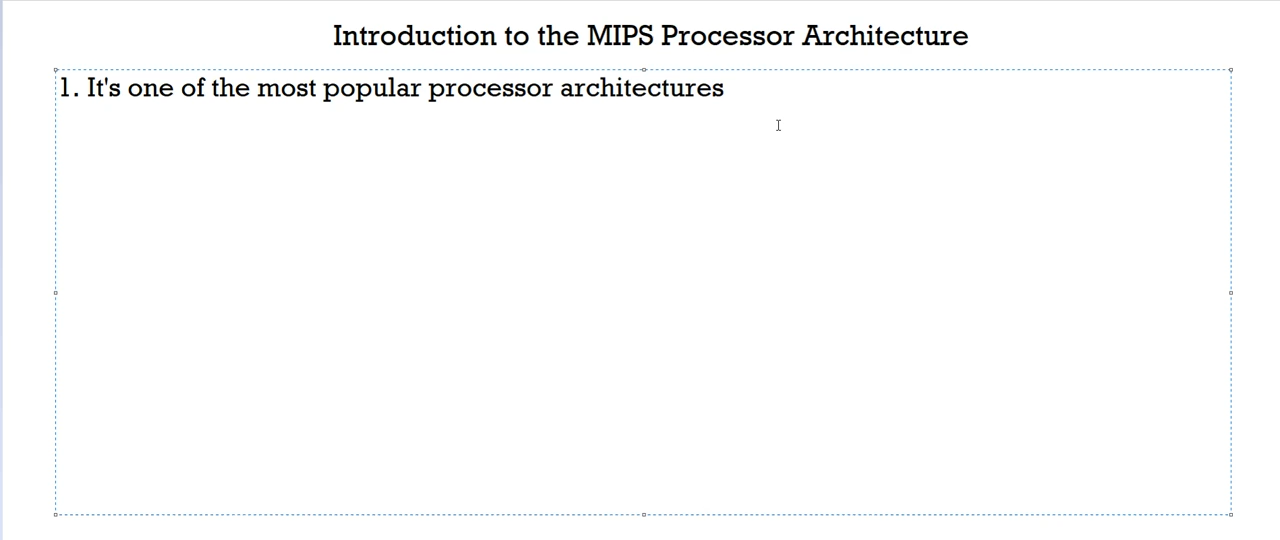 Introduction to the MIPS Processor Architecture
1. It's one of the most popular processor architectures